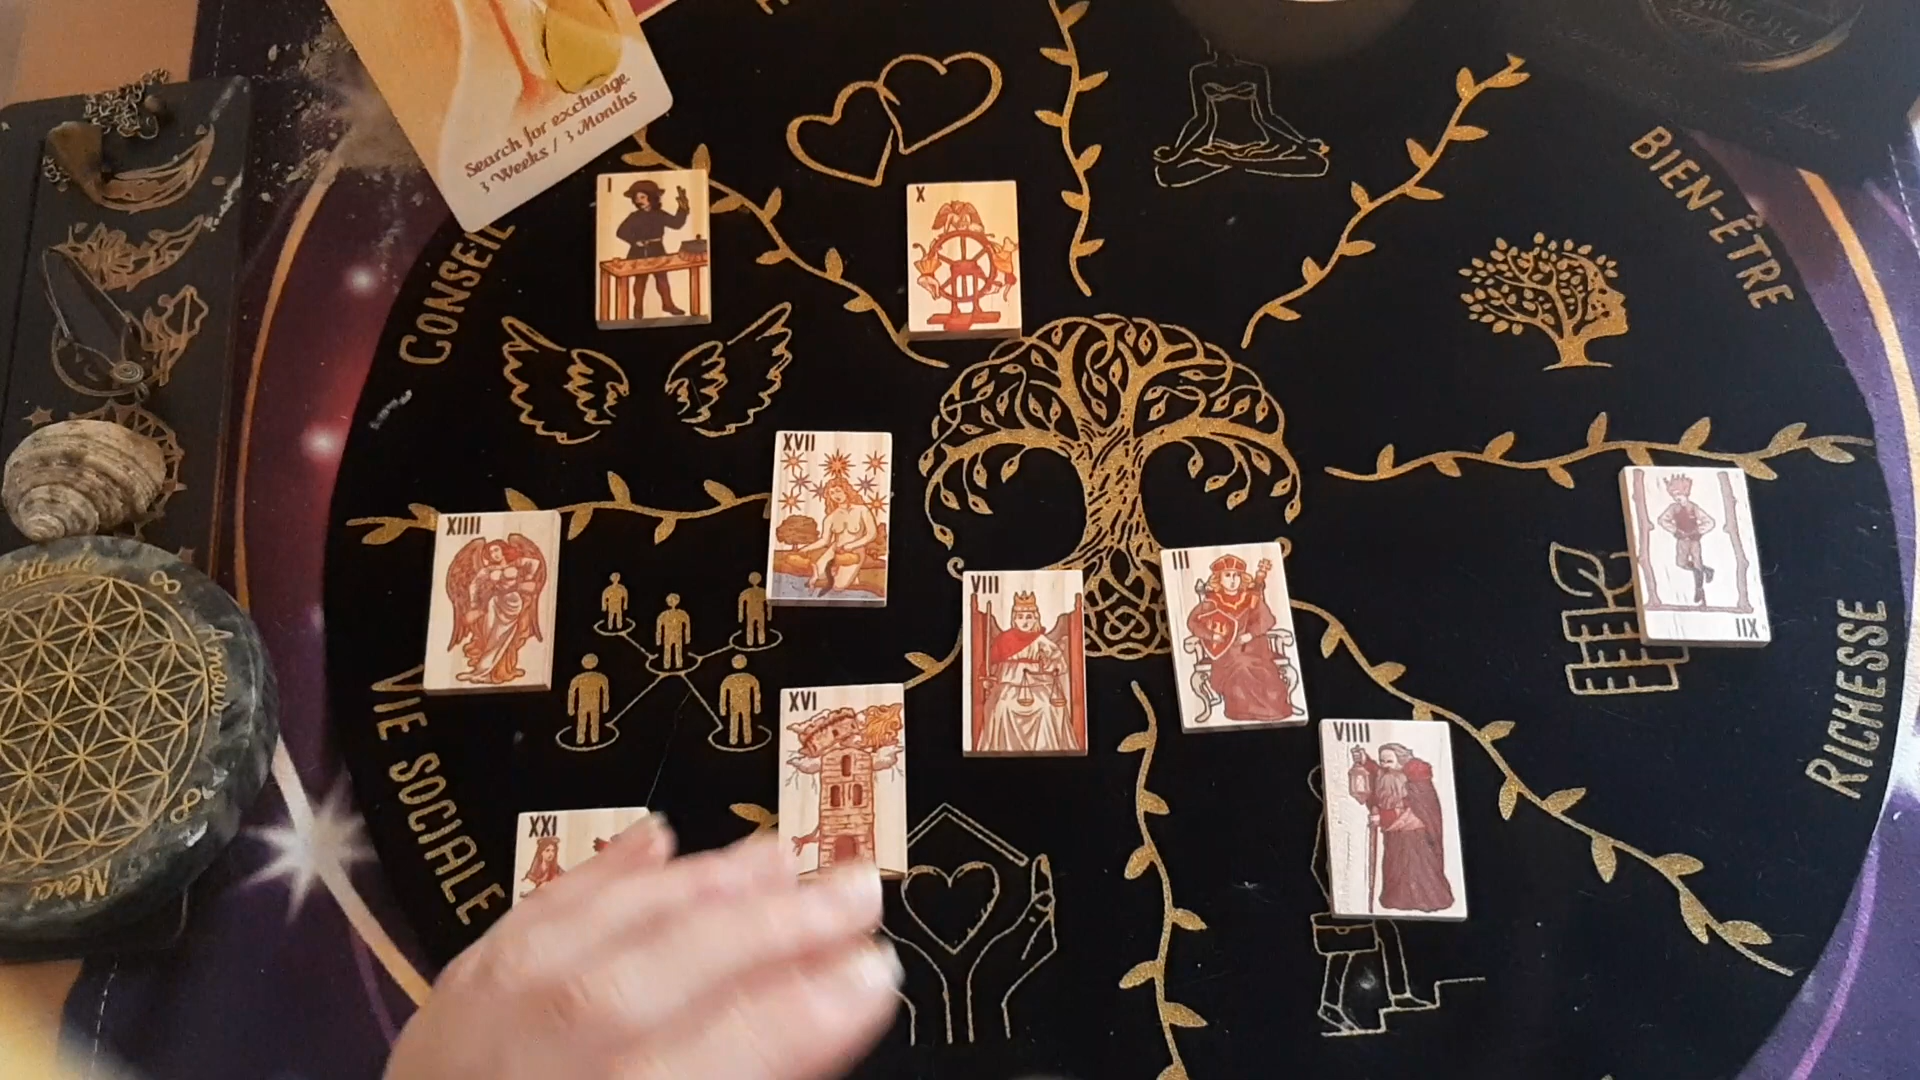 Search for exchange.
3 Weeks / 3 Months
BIEN-ÊTRE
I
X
CONSEIL
XVII
XIIII
VIII
III
XII
RICHESSE
VIE SOCIALE
XVI
VIIII
XXI
Amour
Merci